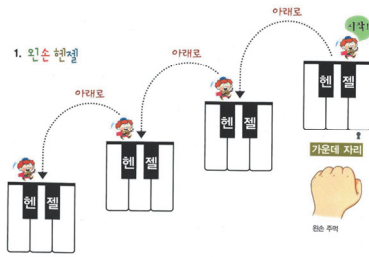 시작!
아래로
1. 왼손 헨젤
아래로
헨 젤
아래로
헨 젤
헨 젤
가운데 자리
헨 젤
왼손 주먹